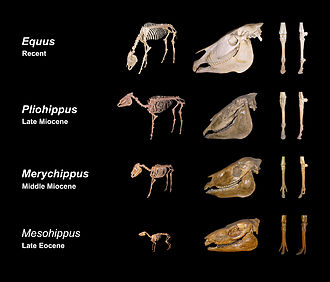 Equus
Recent
Pliohippus
Late Miocene
Merychippus
Middle Miocene
Mesohippus
Late Eocene